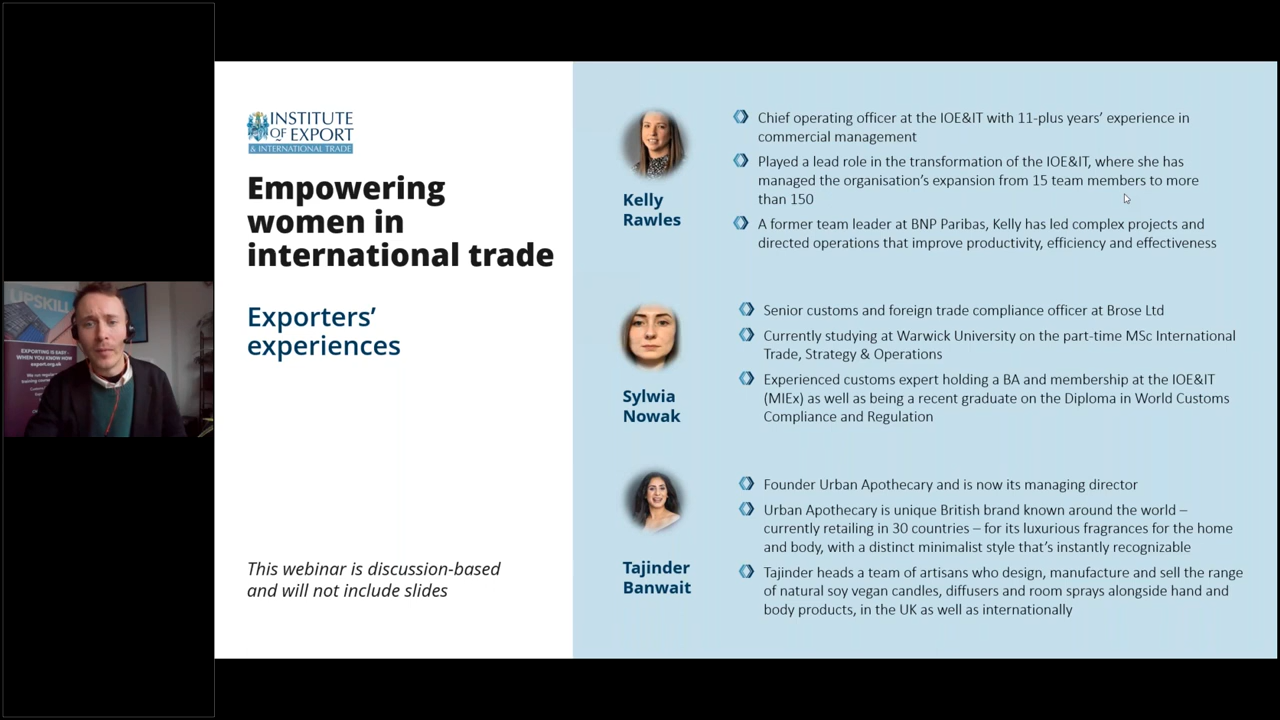 UPSKILL
EXPORTING IS EASY -
WHEN YOU KNOW HOW
export.org.uk
INSTITUTE
OF EXPORT
& INTERNATIONAL TRADE
Empowering
women in
international trade
Exporters’
experiences
This webinar is discussion-based
and will not include slides
Kelly
Rawles
Chief operating officer at the IOE&IT with 11-plus years’ experience in
commercial management
Played a lead role in the transformation of the IOE&IT, where she has
managed the organisation’s expansion from 15 team members to more
than 150
A former team leader at BNP Paribas, Kelly has led complex projects and
directed operations that improve productivity, efficiency and effectiveness
Sylwia
Nowak
Senior customs and foreign trade compliance officer at Brose Ltd
Currently studying at Warwick University on the part-time MSc International
Trade, Strategy & Operations
Experienced customs expert holding a BA and membership at the IOE&IT
(MIEx) as well as being a recent graduate on the Diploma in World Customs
Compliance and Regulation
Tajinder
Banwait
Founder Urban Apothecary and is now its managing director
Urban Apothecary is unique British brand known around the world –
currently retailing in 30 countries – for its luxurious fragrances for the home
and body, with a distinct minimalist style that’s instantly recognizable
Tajinder heads a team of artisans who design, manufacture and sell the range
of natural soy vegan candles, diffusers and room sprays alongside hand and
body products, in the UK as well as internationally